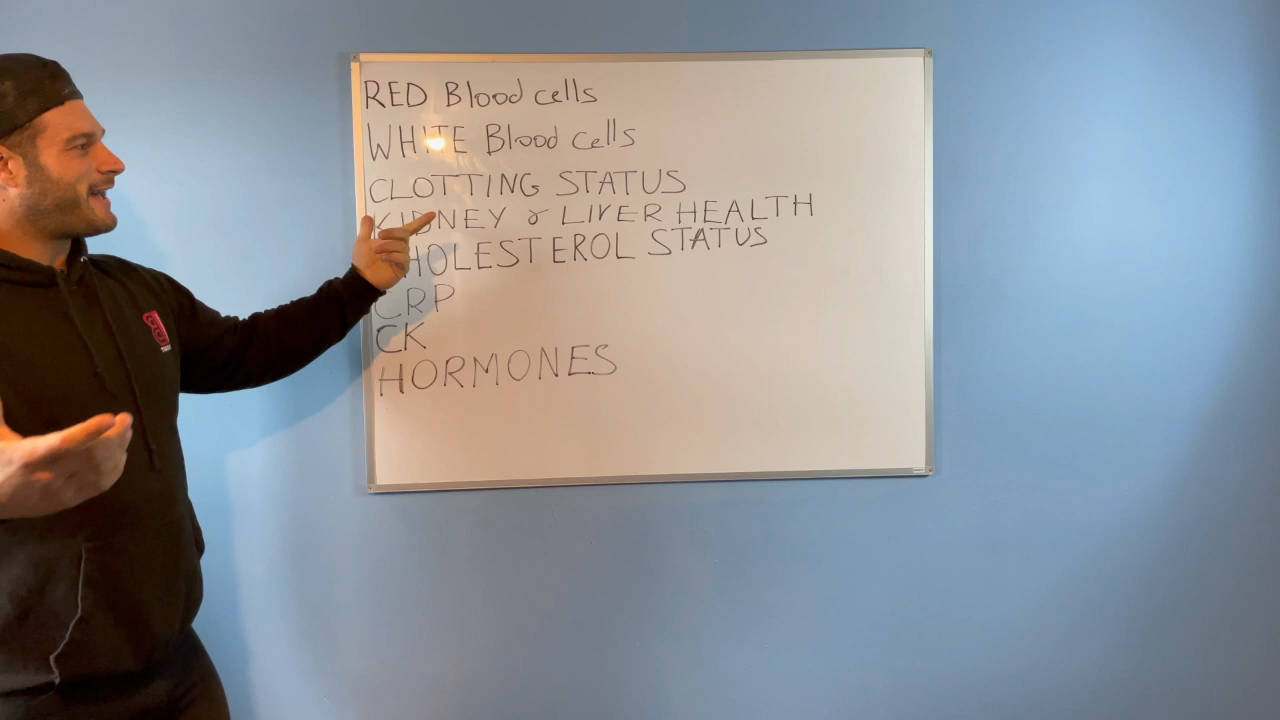 RED Blood cells
WHITE Blood cells
CLOTTING STATUS
KIDNEY & LIVER HEALTH
CHOLESTEROL STATUS
CRP
CK
HORMONES